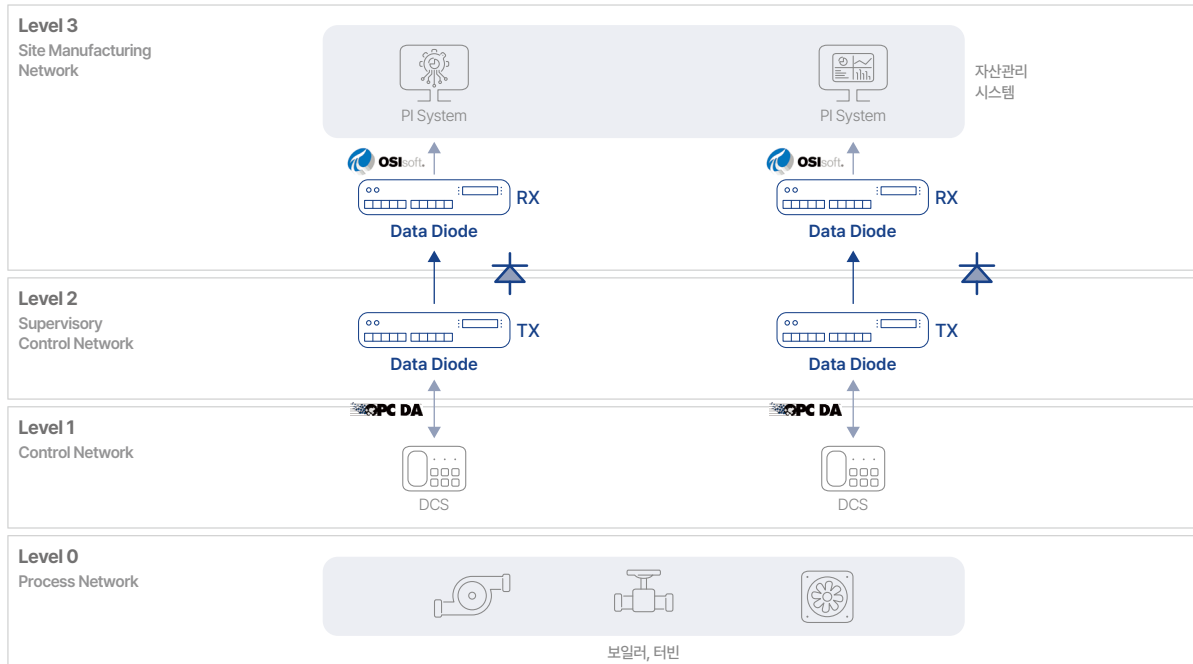 Level 3
Site Manufacturing
Network
PI System
PI System
자산관리
시스템
OSIsoft.
OSIsoft.
RX
RX
Data Diode
Data Diode
Level 2
Supervisory
Control Network
TX
TX
Data Diode
Data Diode
OPC DA
OPC DA
Level 1
Control Network
DCS
DCS
Level 0
Process Network
보일러, 터빈